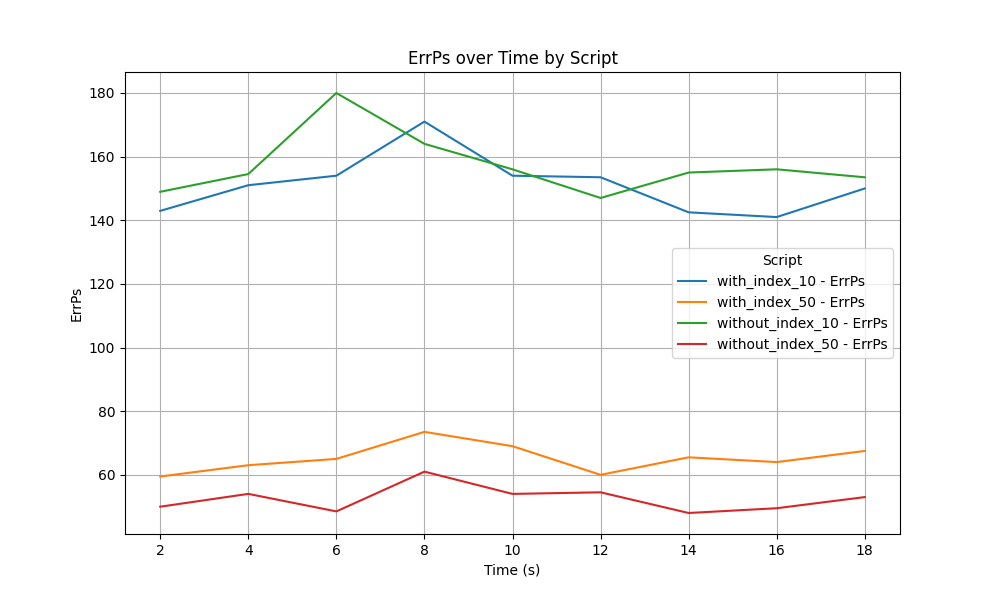 ErrPs over Time by Script
ErrPs
180
160
140
120
100
80
60
Script
with_index_10 - ErrPs
with_index_50 - ErrPs
without_index_10 - ErrPs
without_index_50 - ErrPs
2 4 6 8 10 12 14 16 18
Time (s)